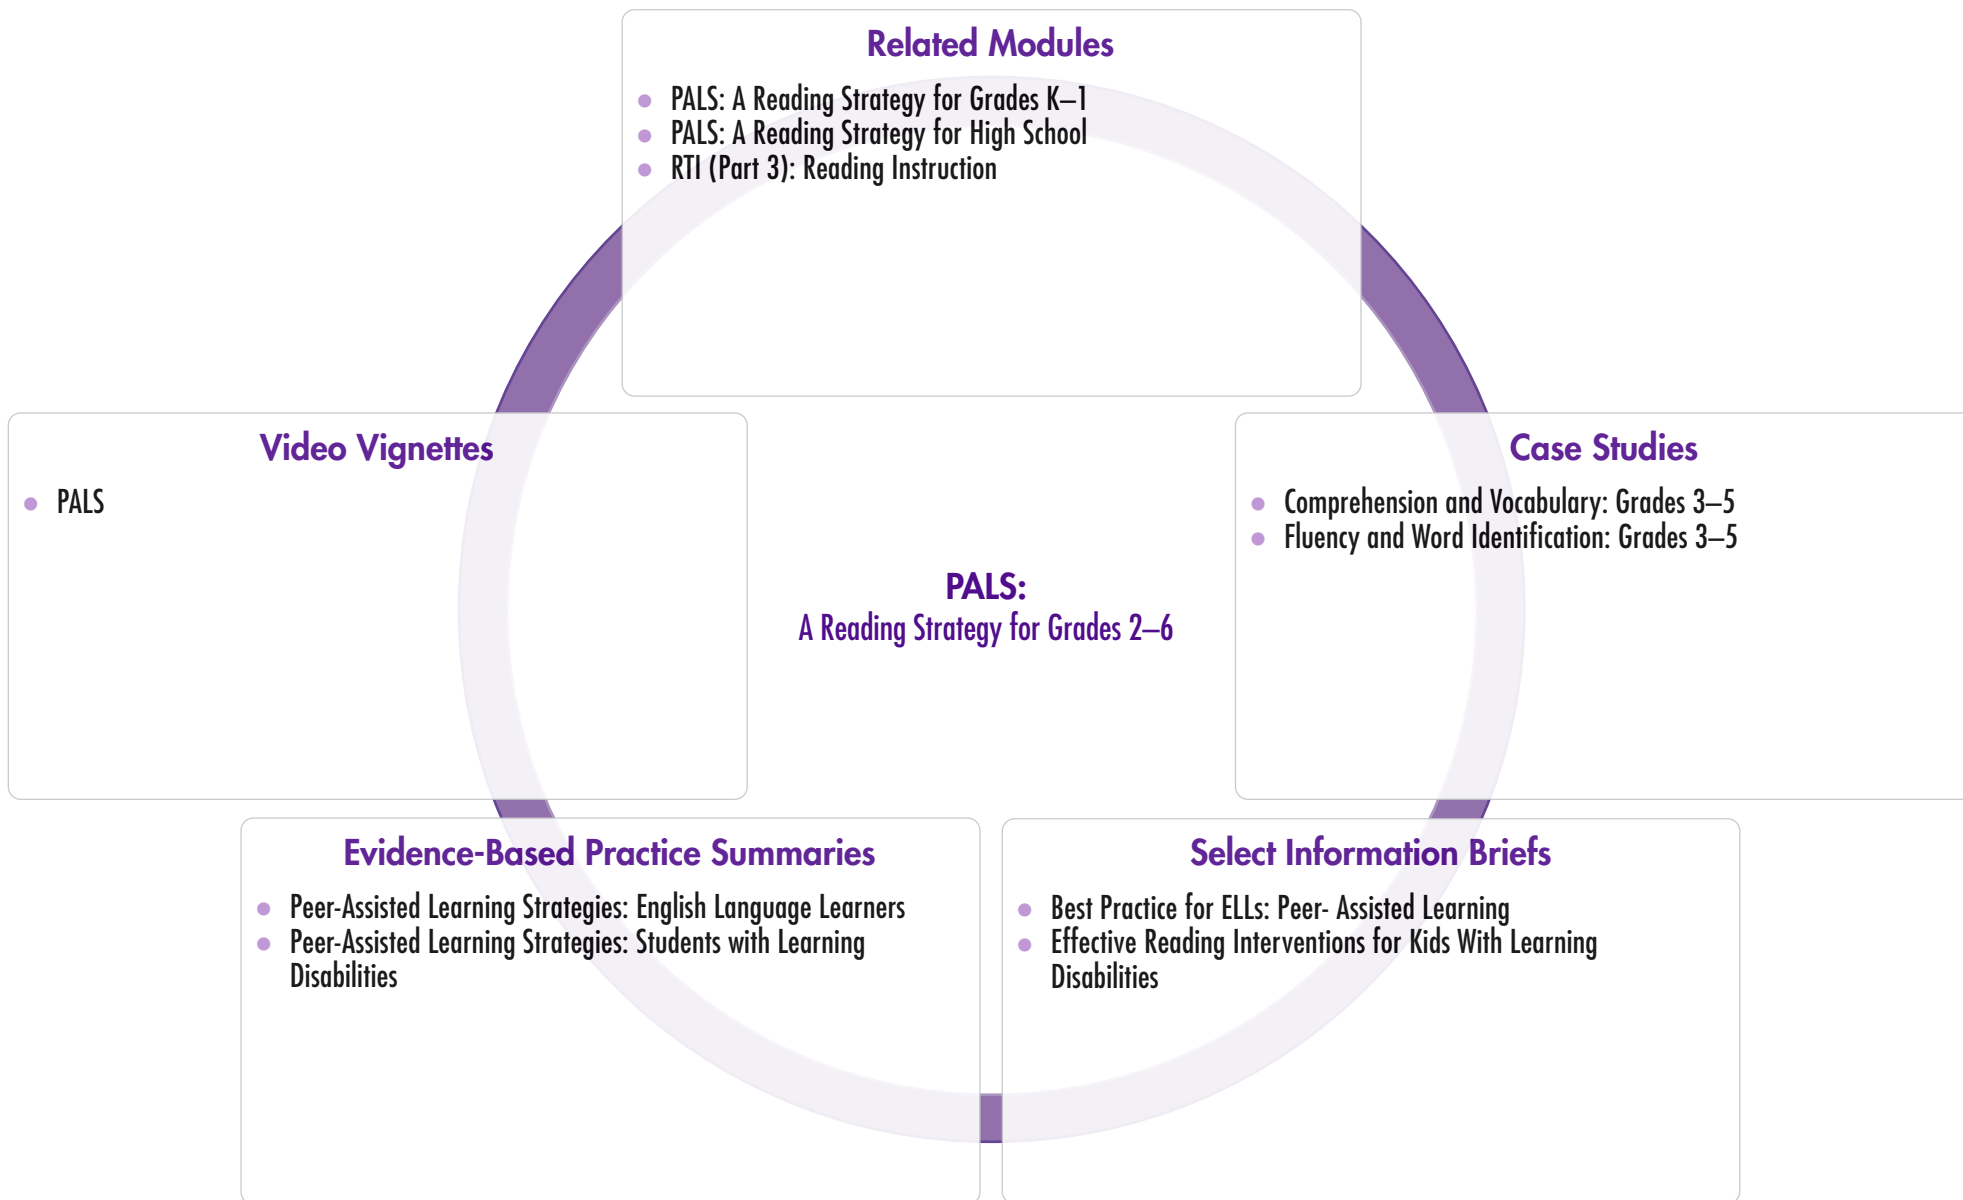 Related Modules
PALS: A Reading Strategy for Grades K–1
PALS: A Reading Strategy for High School
RTI (Part 3): Reading Instruction
Video Vignettes
PALS
Case Studies
Comprehension and Vocabulary: Grades 3–5
Fluency and Word Identification: Grades 3–5
PALS:
A Reading Strategy for Grades 2–6
Evidence-Based Practice Summaries
Peer-Assisted Learning Strategies: English Language Learners
Peer-Assisted Learning Strategies: Students with Learning
Disabilities
Select Information Briefs
Best Practice for ELLs: Peer- Assisted Learning
Effective Reading Interventions for Kids With Learning
Disabilities